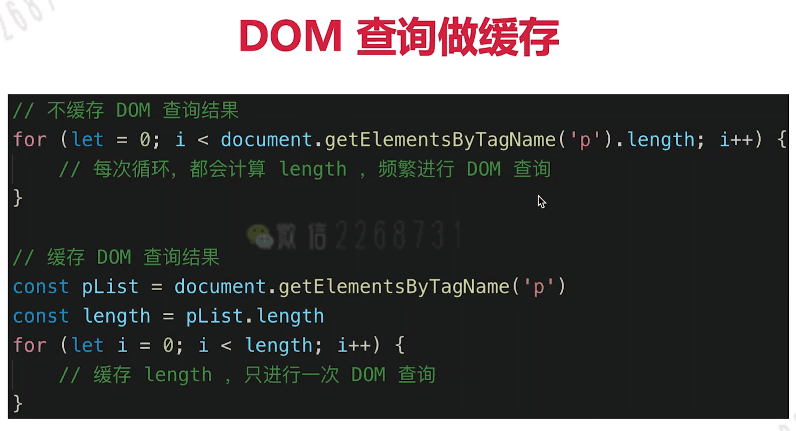 DOM 查询做缓存
// 不缓存 DOM 查询结果
for (let = 0; i < document.getElementsByTagName('p').length; i++) {
// 每次循环，都会计算 length ，频繁进行 DOM 查询
}
微信2268731
// 缓存 DOM 查询结果
const pList = document.getElementsByTagName('p')
const length = pList.length
for (let i = 0; i < length; i++) {
// 缓存 length ，只进行一次 DOM 查询
}